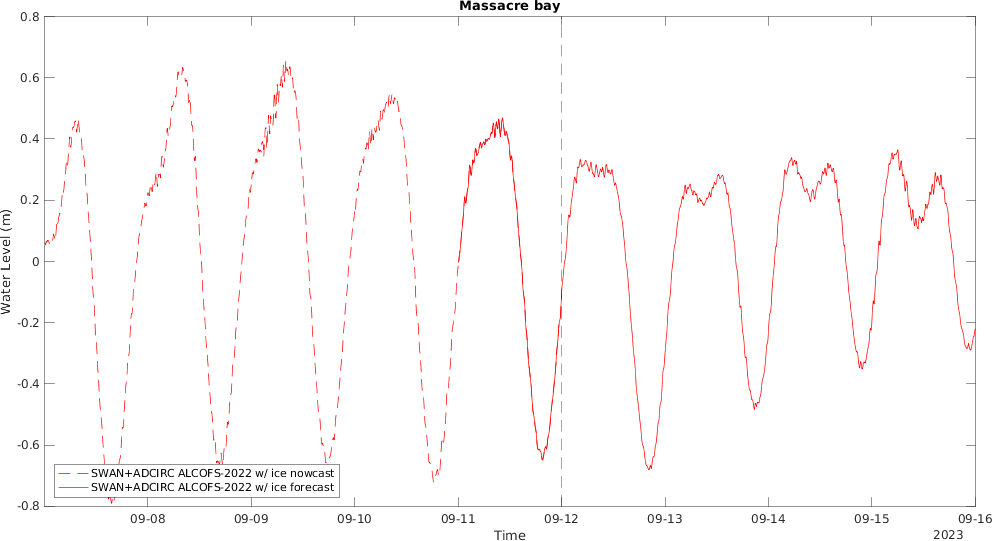 Massacre bay
Water Level (m)
0.8
0.6
0.4
0.2
0
-0.2
-0.4
-0.6
-0.8
SWAN+ADCIRC ALCOFS-2022 w/ ice nowcast
SWAN+ADCIRC ALCOFS-2022 w/ ice forecast
09-08 09-09 09-10 09-11 09-12 09-13 09-14 09-15 09-16
Time
2023